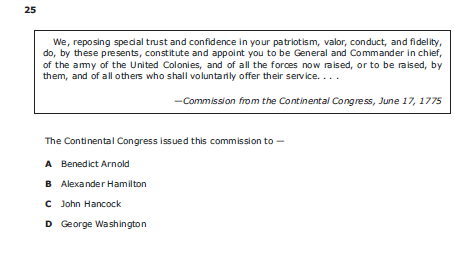 25
We, reposing special trust and confidence in your patriotism, valor, conduct, and fidelity,
do, by these presents, constitute and appoint you to be General and Commander in chief,
of the army of the United Colonies, and of all the forces now raised, or to be raised, by
them, and of all others who shall voluntarily offer their service. . . .
—Commission from the Continental Congress, June 17, 1775
The Continental Congress issued this commission to —
A Benedict Arnold
B Alexander Hamilton
C John Hancock
D George Washington